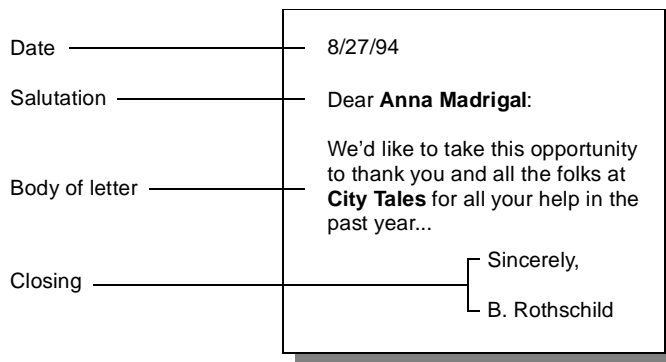 Date
8/27/94
Salutation
Dear Anna Madrigal:
We'd like to take this opportunity
to thank you and all the folks at
Body of letter
City Tales for all your help in the
past year...
Sincerely,
Closing
B. Rothschild